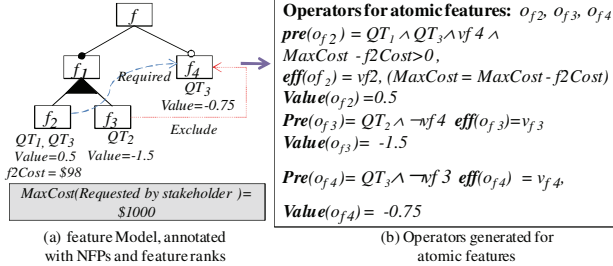 f
f1
f4
Required
QT3
Value=-0.75
f2
f3
QT1, QT3
QT2
Value=0.5
Value=-1.5
Exclude
f2Cost = $98
MaxCost(Requested by stakeholder )=
$1000
(a) feature Model, annotated
with NFPs and feature ranks
Operators for atomic features: of2, of3, of4
pre(of2) = QT1 ∧ QT3 ∧ vf4 ∧
MaxCost - f2Cost>0 ,
eff(of2) = vf2, (MaxCost = MaxCost - f2Cost)
Value(of2) =0.5
Pre(of3)= QT2 ∧ ¬vf4 eff(of3)=vf3
Value(of3)= -1.5
Pre(of4)= QT3 ∧ ¬vf3 eff(of4) = vf4,
Value(of4)= -0.75
(b) Operators generated for
atomic features